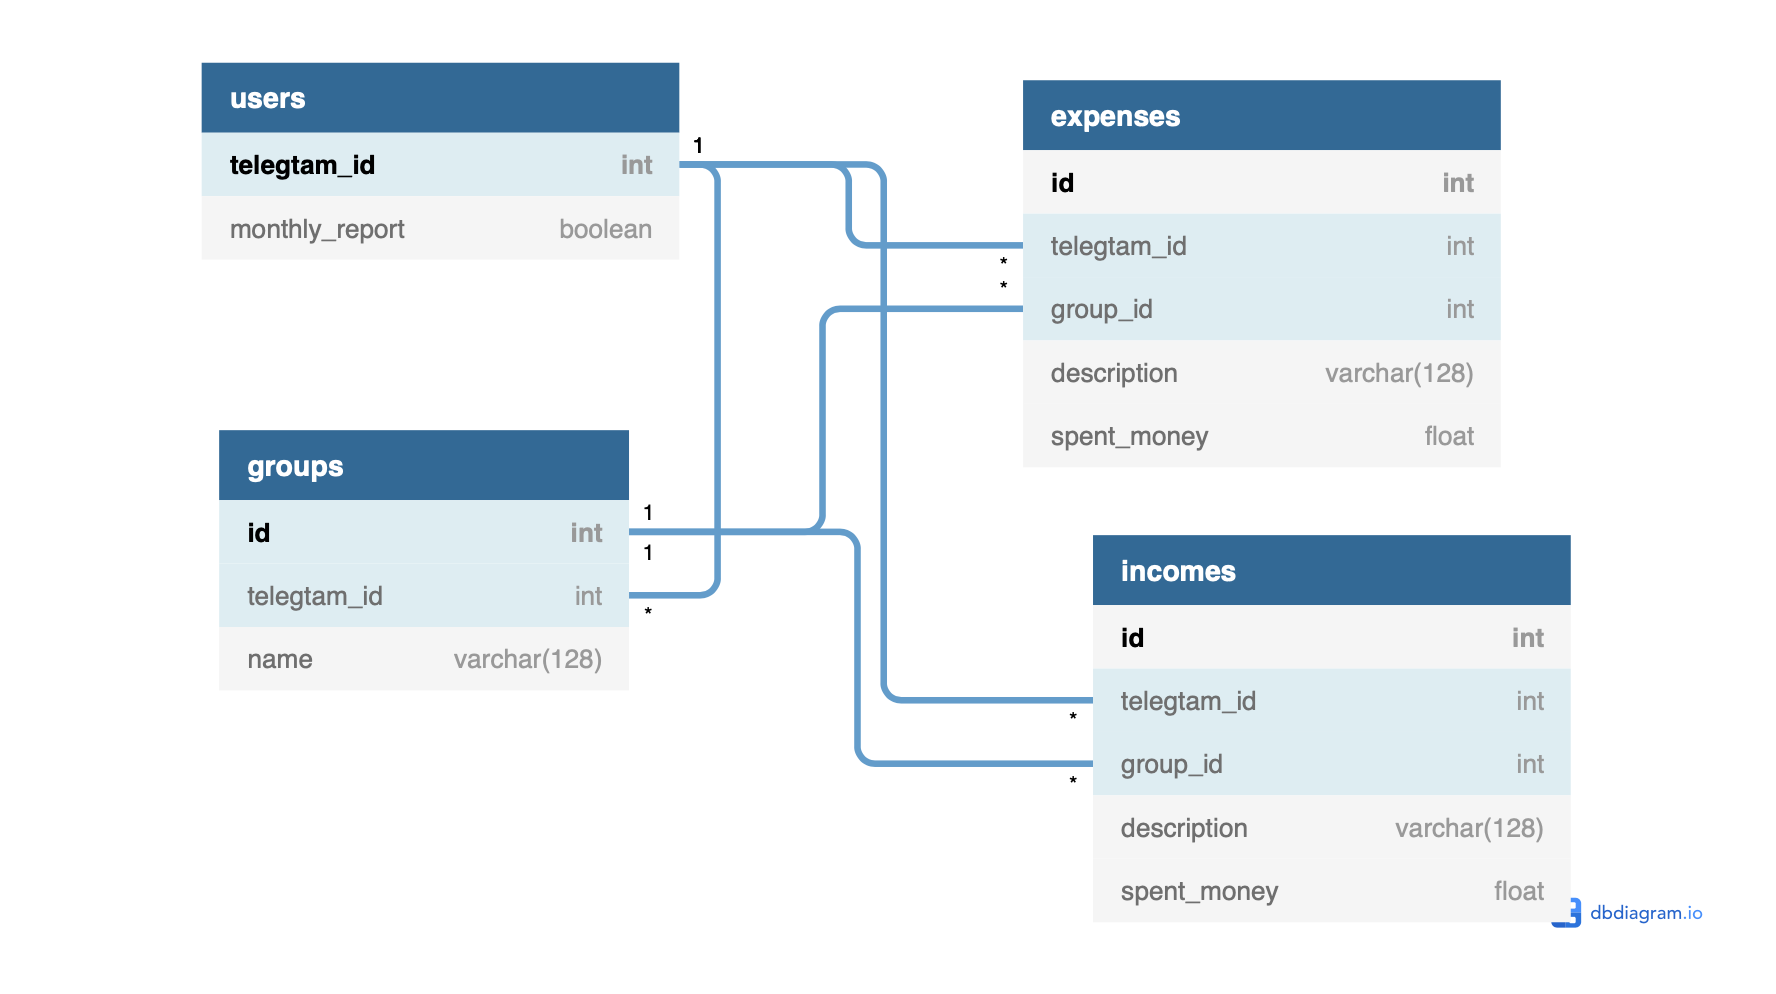 users
telegtam_id int
monthly_report boolean
1
expenses
id int
telegtam_id int
group_id int
description varchar(128)
spent_money float
*
*
groups
id int
telegtam_id int
name varchar(128)
1
1
*
incomes
id int
telegtam_id int
group_id int
description varchar(128)
spent_money float
*
*
dbdiagram.io